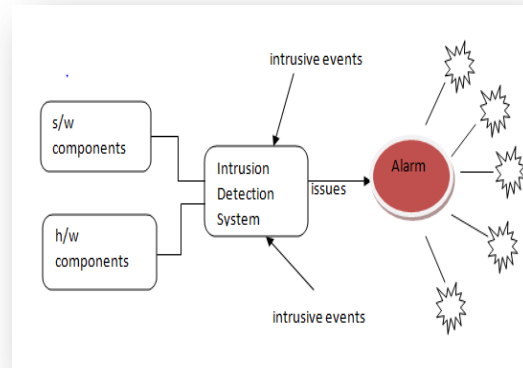 intrusive events
s/w
components
Intrusion
Detection
System
issues
Alarm
h/w
components
intrusive events